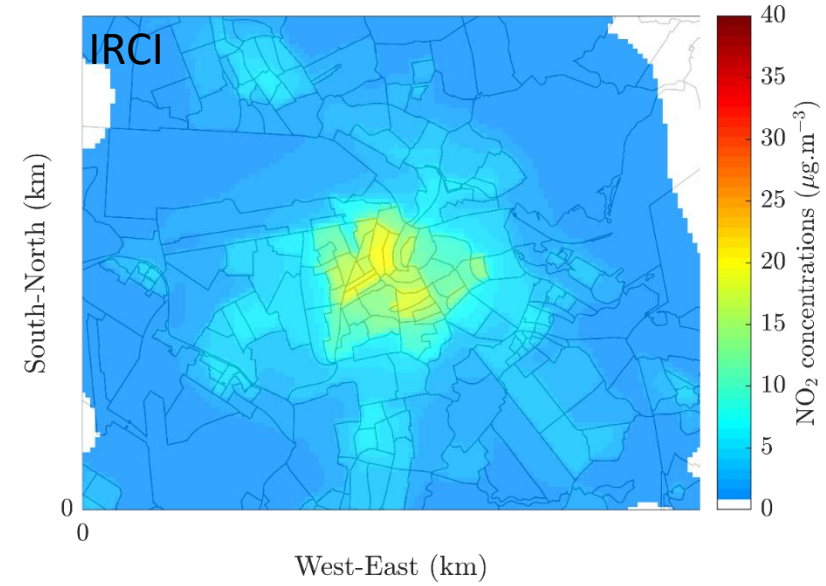 IRCI
South-North (km)
0
0
West-East (km)
40
35
30
25
20
15
10
5
0
NO₂ concentrations (μg.m⁻³)